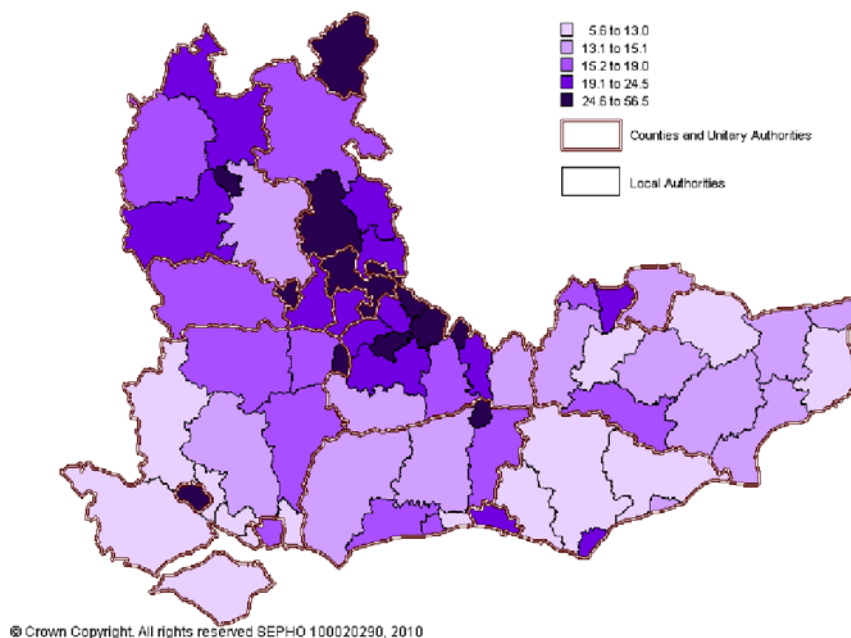 5.6 to 13.0
13.1 to 15.1
15.2 to 19.0
19.1 to 24.5
24.6 to 56.5
Counties and Unitary Authorities
Local Authorities
© Crown Copyright. All rights reserved SEPHO 100020290, 2010